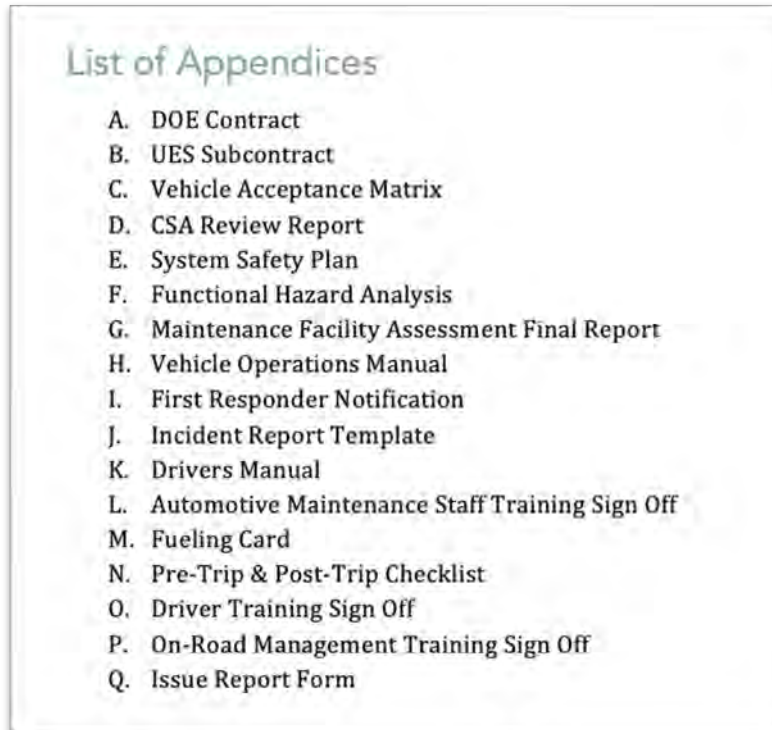 List of Appendices
A. DOE Contract
B. UES Subcontract
C. Vehicle Acceptance Matrix
D. CSA Review Report
E. System Safety Plan
F. Functional Hazard Analysis
G. Maintenance Facility Assessment Final Report
H. Vehicle Operations Manual
I. First Responder Notification
J. Incident Report Template
K. Drivers Manual
L. Automotive Maintenance Staff Training Sign Off
M. Fueling Card
N. Pre-Trip & Post-Trip Checklist
O. Driver Training Sign Off
P. On-Road Management Training Sign Off
Q. Issue Report Form